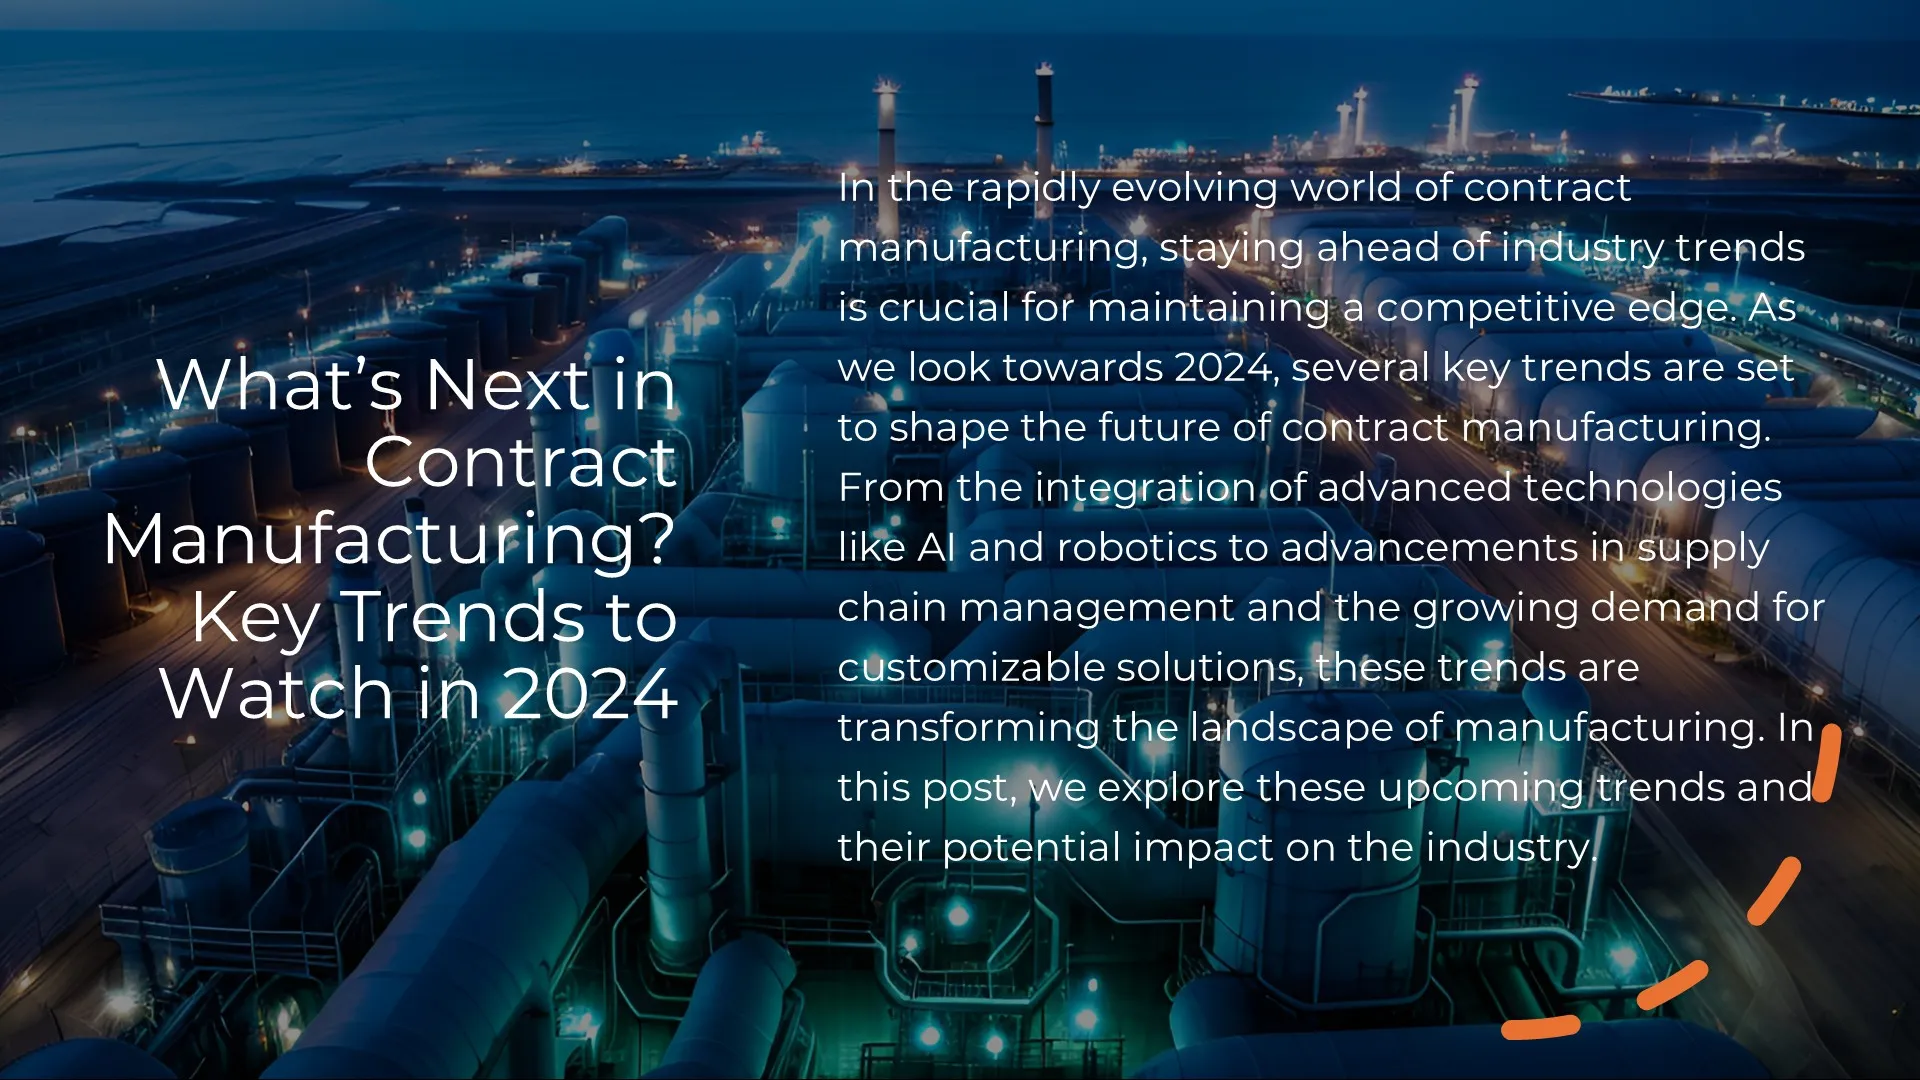 What’s Next in
Contract
Manufacturing?
Key Trends to
Watch in 2024
In the rapidly evolving world of contract
manufacturing, staying ahead of industry trends
is crucial for maintaining a competitive edge. As
we look towards 2024, several key trends are set
to shape the future of contract manufacturing.
From the integration of advanced technologies
like AI and robotics to advancements in supply
chain management and the growing demand for
customizable solutions, these trends are
transforming the landscape of manufacturing. In
this post, we explore these upcoming trends and
their potential impact on the industry.